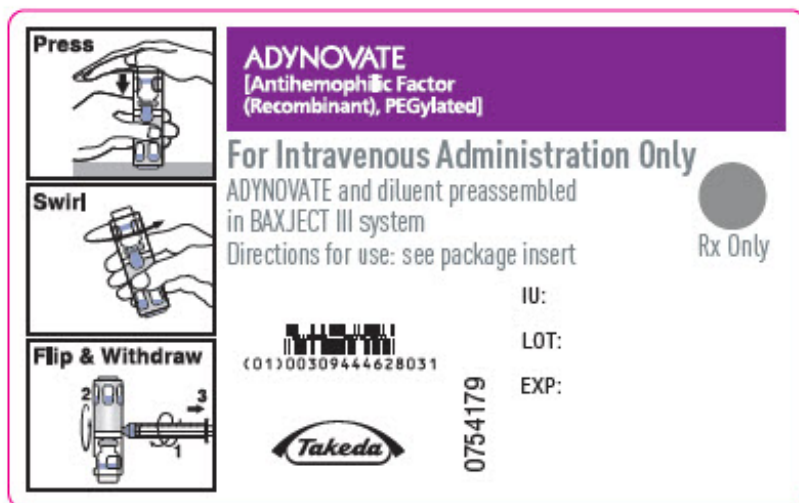 Press
Swirl
Flip & Withdraw
2
3
1
ADYNOVATE
[Antihemophilic Factor
(Recombinant), PEGylated]
For Intravenous Administration Only
ADYNOVATE and diluent preassembled
in BAXJECT III system
Directions for use: see package insert
Rx Only
IU:
LOT:
EXP:
(01)00309444628031
0754179
Takeda